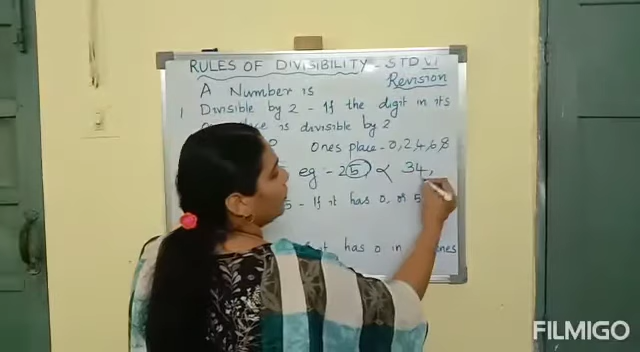 RULES OF DIVISIBILITY - STD VI
Revision
A Number is
1 Divisible by 2 - If the digit in its
is divisible by 2
Ones place - 0, 2, 4, 6, 8
eg :- 25, 34,
5 - If it has 0, or 5
it has 0 in ones
FILMIGO